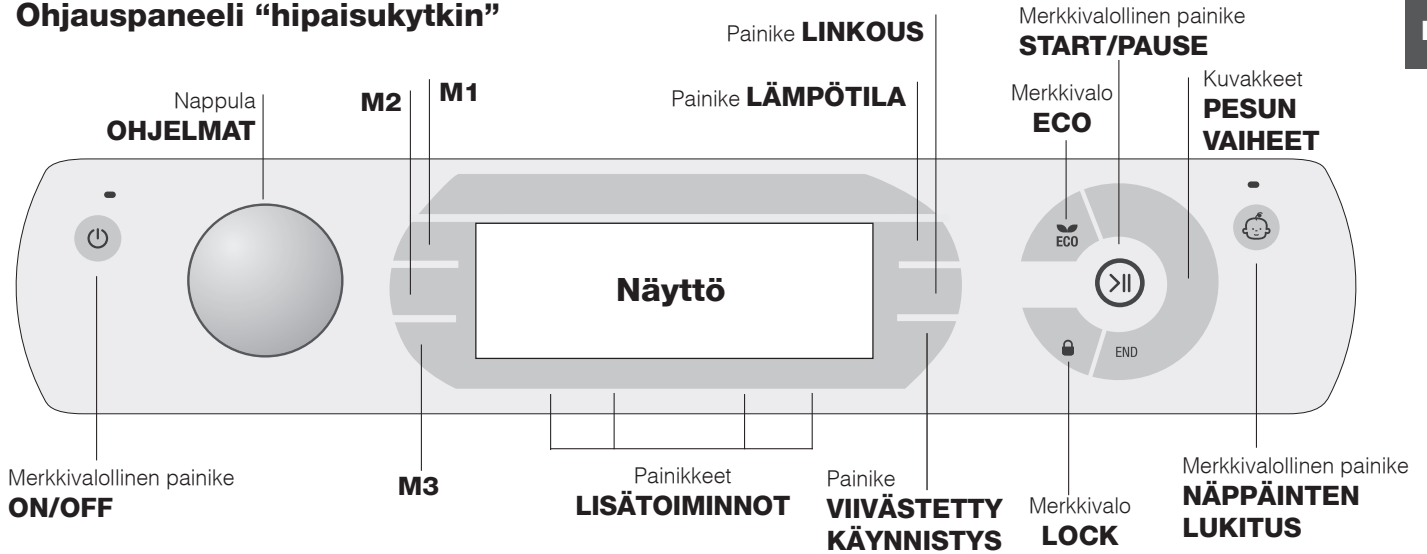 Ohjauspaneeli “hipaisukytkin”
Painike LINKOUS
Merkkivalollinen painike
START/PAUSE
Nappula
OHJELMAT
M2
M1
Painike LÄMPÖTILA
Merkkivalo
ECO
Kuvakkeet
PESUN
VAIHEET
ECO
Näyttö
END
Merkkivalollinen painike
ON/OFF
M3
Painikkeet
LISÄTOIMINNOT
Painike
VIIVÄSTETTY
KÄYNNISTYS
Merkkivalo
LOCK
Merkkivalollinen painike
NÄPPÄINTEN
LUKITUS